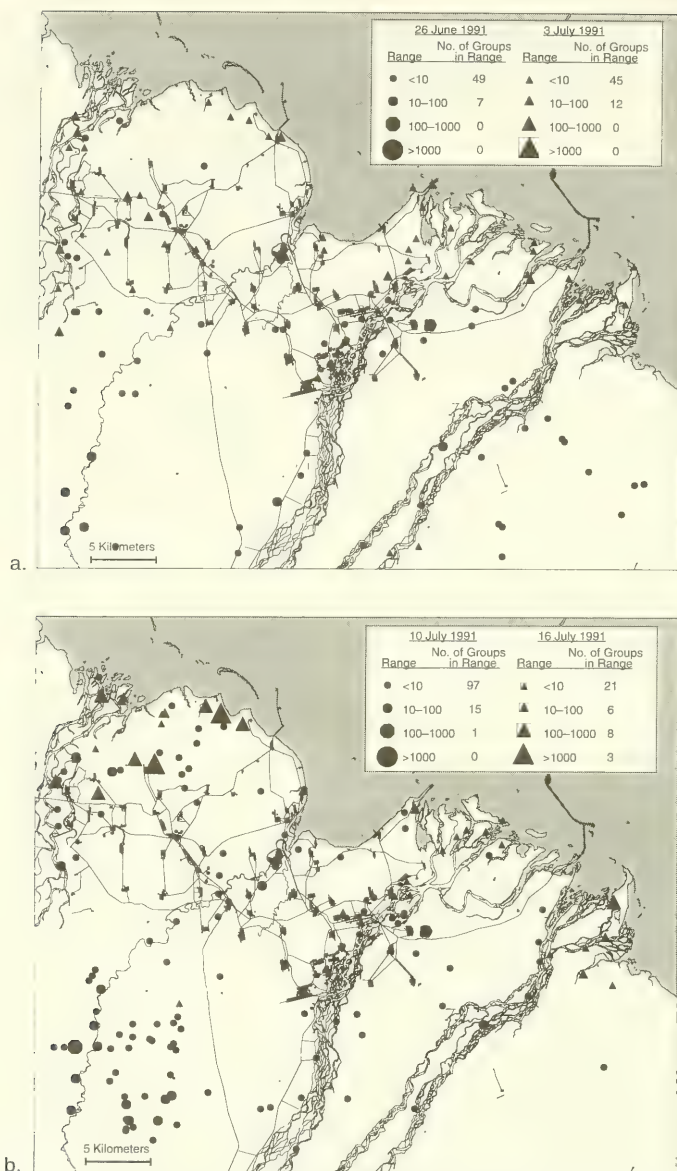 26 June 1991 3 July 1991
No. of Groups No. of Groups
Range in Range Range in Range
<10 49 <10 45
10–100 7 10–100 12
100–1000 0 100–1000 0
>1000 0 >1000 0
5 Kilometers
a.
10 July 1991 16 July 1991
No. of Groups No. of Groups
Range in Range Range in Range
<10 97 <10 21
10–100 15 10–100 6
100–1000 1 100–1000 8
>1000 0 >1000 3
5 Kilometers
b.